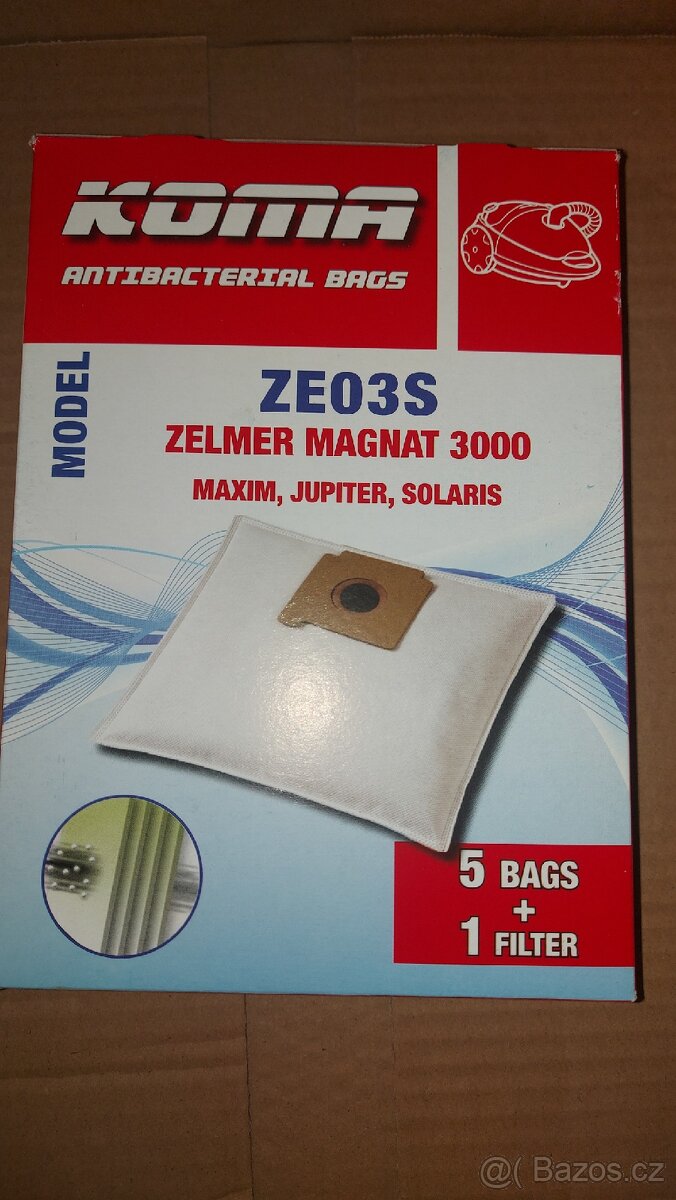 KOMA
ANTIBACTERIAL BAGS
MODEL
ZE03S
ZELMER MAGNAT 3000
MAXIM, JUPITER, SOLARIS
5 BAGS
+
1 FILTER
@( Bazos.cz